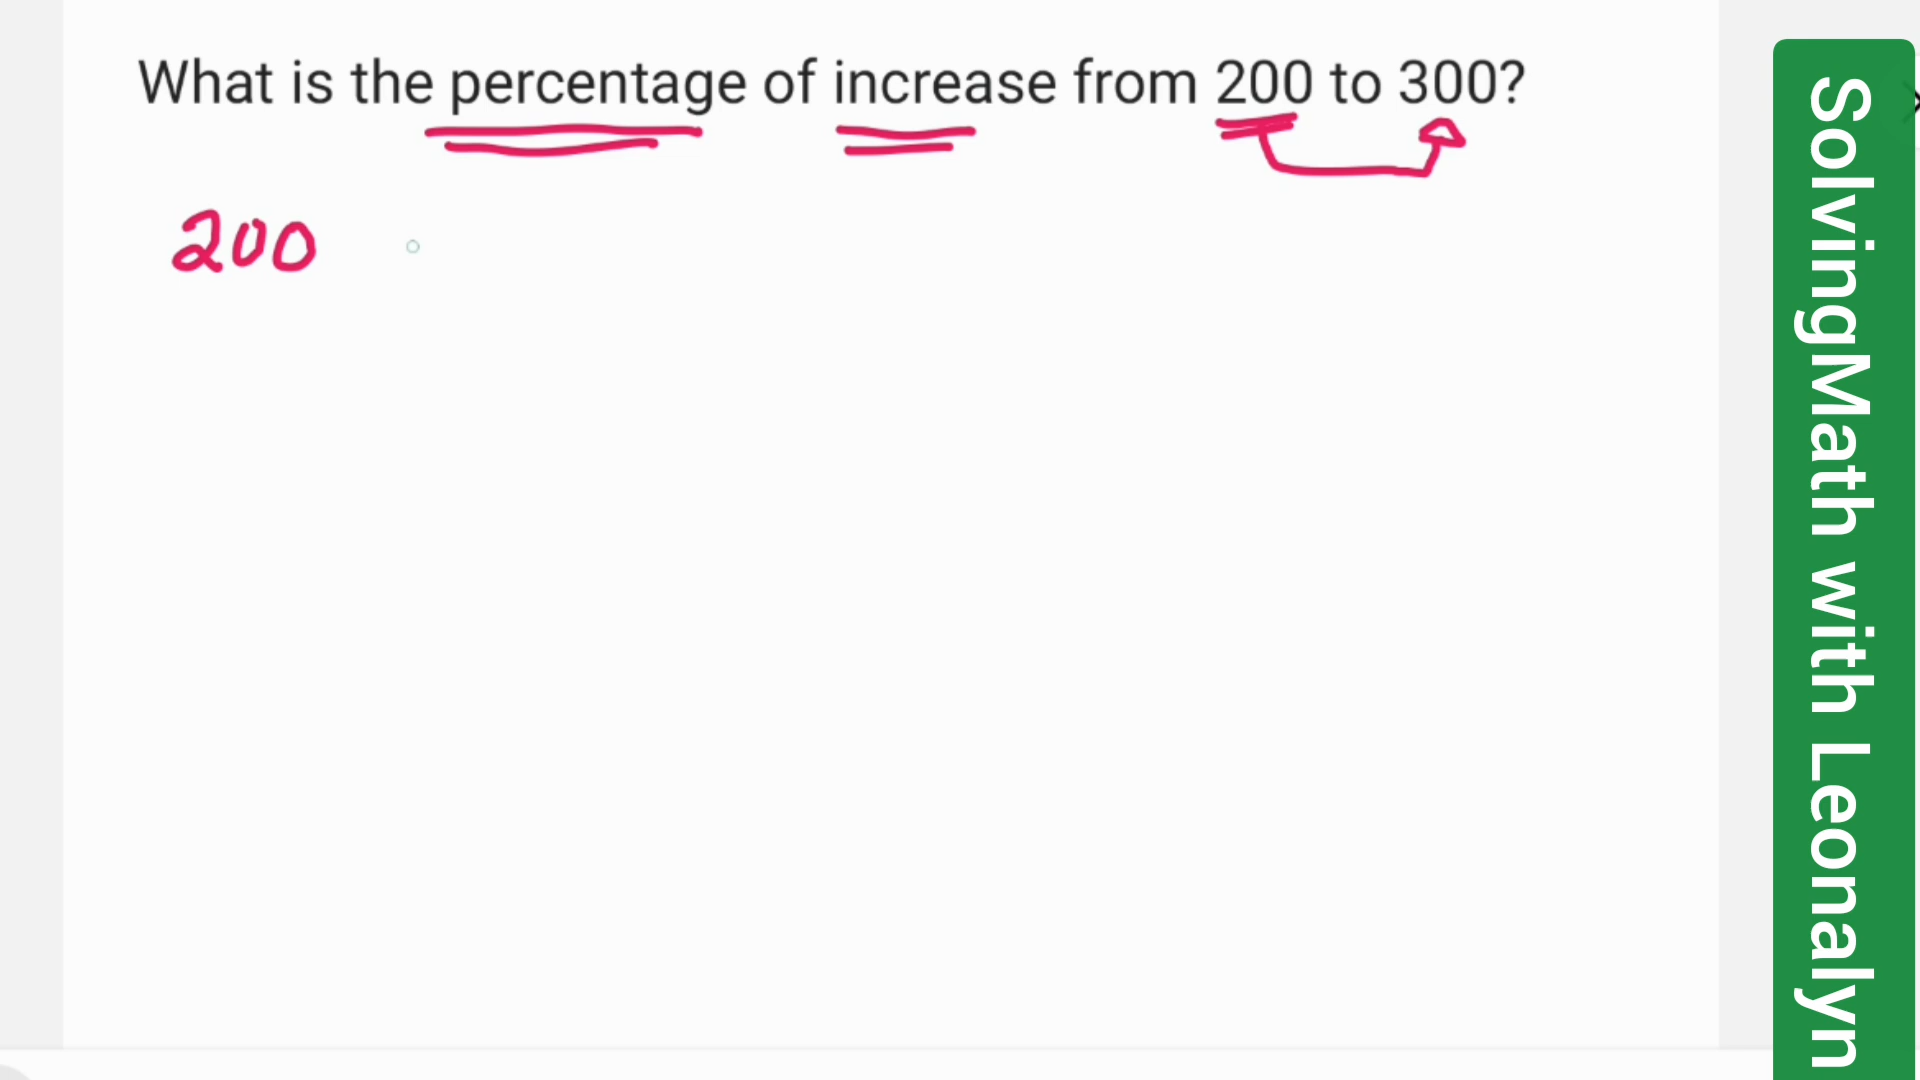 What is the percentage of increase from 200 to 300?
200
SolvingMath with Leonalyn